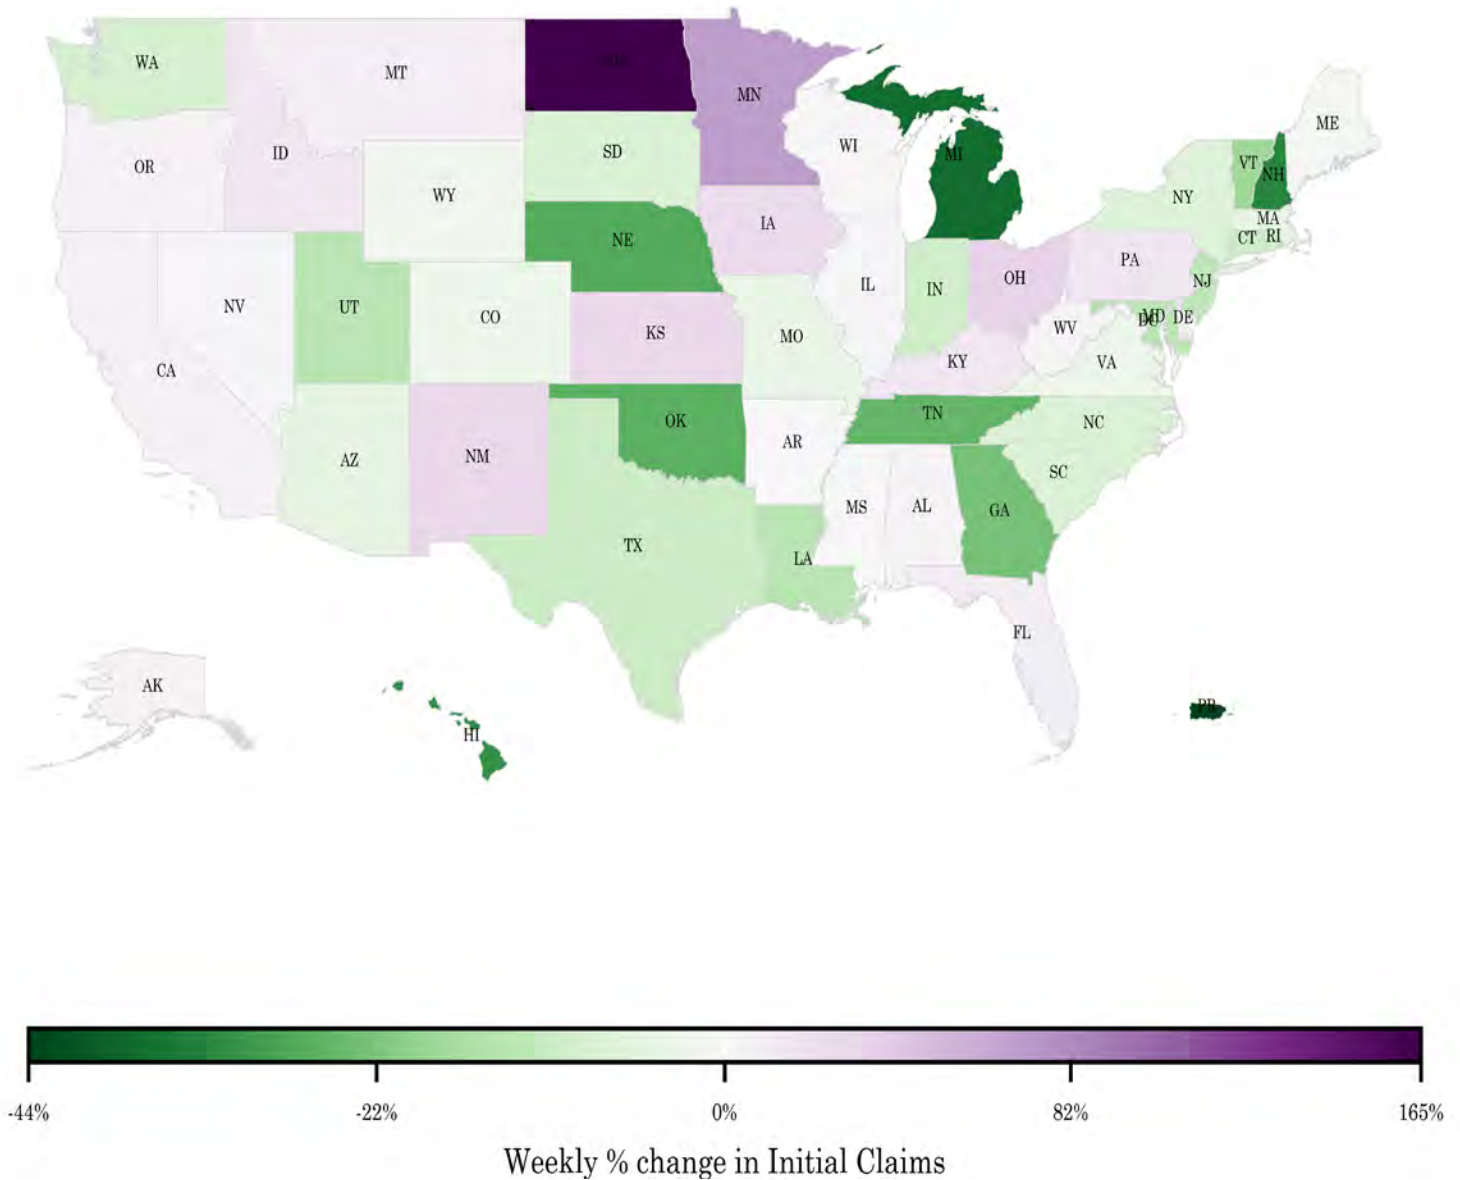 WA
MT
MN
ME
WI
MI
OR
ID
SD
VT
NH
WY
NY
NE
IA
MA
CT
RI
PA
NV
UT
CO
IL
IN
OH
NJ
KS
MO
WV
MD
DE
DC
VA
CA
KY
TN
OK
AR
NC
AZ
NM
SC
MS
AL
GA
TX
LA
FL
AK
HI
PR
-44%
-22%
0%
82%
165%
Weekly % change in Initial Claims